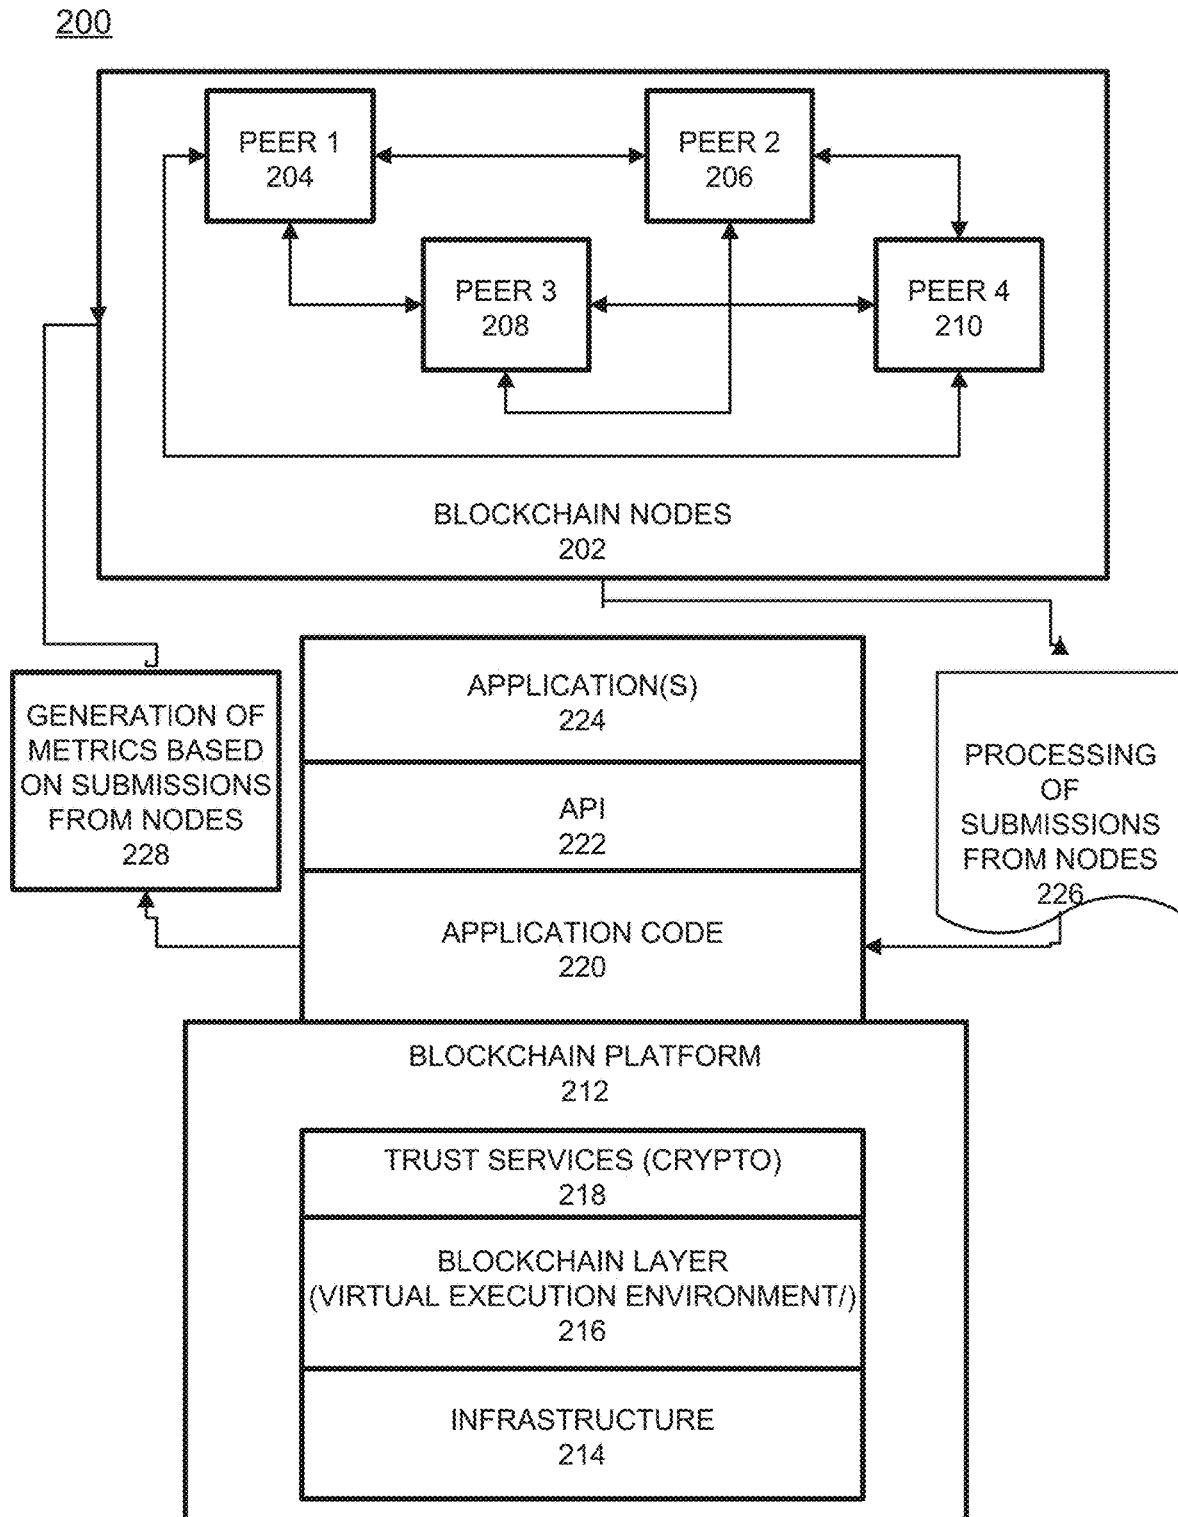 200
PEER 1
204
PEER 2
206
PEER 3
208
PEER 4
210
BLOCKCHAIN NODES
202
APPLICATION(S)
224
GENERATION OF
METRICS BASED
ON SUBMISSIONS
FROM NODES
228
API
222
PROCESSING
OF
SUBMISSIONS
FROM NODES
226
APPLICATION CODE
220
BLOCKCHAIN PLATFORM
212
TRUST SERVICES (CRYPTO)
218
BLOCKCHAIN LAYER
(VIRTUAL EXECUTION ENVIRONMENT/)
216
INFRASTRUCTURE
214